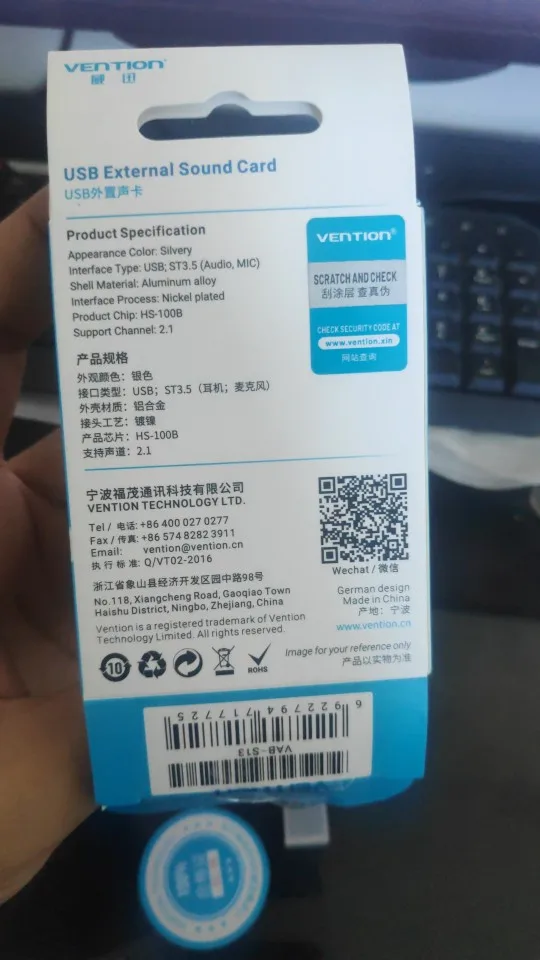 VENTION
威 迅
USB External Sound Card
USB外置声卡
Product Specification
Appearance Color: Silvery
Interface Type: USB; ST3.5 (Audio, MIC)
Shell Material: Aluminum alloy
Interface Process: Nickel plated
Product Chip: HS-100B
Support Channel: 2.1
VENTION®
SCRATCH AND CHECK
刮涂层 查真伪
CHECK SECURITY CODE AT
www.vention.xin
网站查询
产品规格
外观颜色：银色
接口类型：USB；ST3.5（耳机；麦克风）
外壳材质：铝合金
接头工艺：镀镍
产品芯片：HS-100B
支持声道：2.1
宁波福茂通讯科技有限公司
VENTION TECHNOLOGY LTD.
Tel / 电话: +86 400 027 0277
Fax / 传真: +86 574 8282 3911
Email: vention@vention.cn
执 行 标 准: Q/VT02-2016
Wechat / 微信
浙江省象山县经济开发区园中路98号
No.118, Xiangcheng Road, Gaoqiao Town
Haishu District, Ningbo, Zhejiang, China
German design
Made in China
产地：宁波
www.vention.cn
Vention is a registered trademark of Vention
Technology Limited. All rights reserved.
10
ROHS
Image for your reference only
产品以实物为准
6 922794 717725
VAB-S13